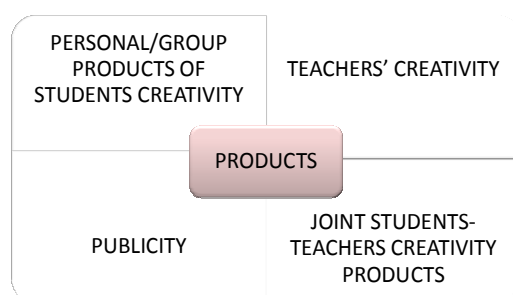 PERSONAL/GROUP
PRODUCTS OF
STUDENTS CREATIVITY
TEACHERS’ CREATIVITY
PRODUCTS
PUBLICITY
JOINT STUDENTS-
TEACHERS CREATIVITY
PRODUCTS